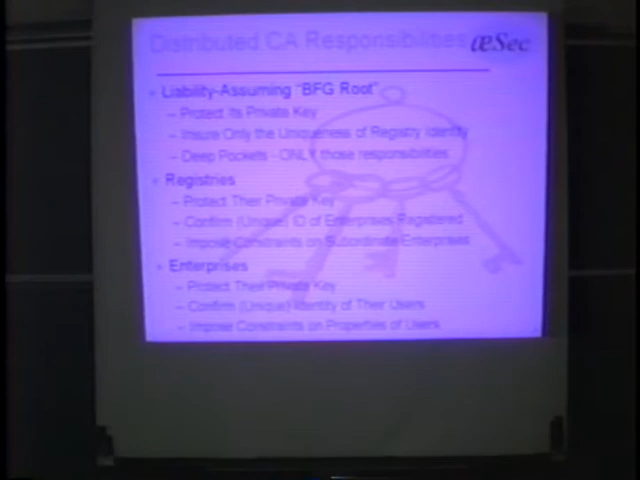 Distributed CA Responsibilities æSec
• Liability-Assuming "BFG Root"
– Protect Its Private Key
– Insure Only the Uniqueness of Registry Identity
– Deep Pockets - ONLY those responsibilities
• Registries
– Protect Their Private Key
– Confirm (Unique) ID of Enterprises Registered
– Impose Constraints on Subordinate Enterprises
• Enterprises
– Protect Their Private Key
– Confirm (Unique) Identity of Their Users
– Impose Constraints on Properties of Users